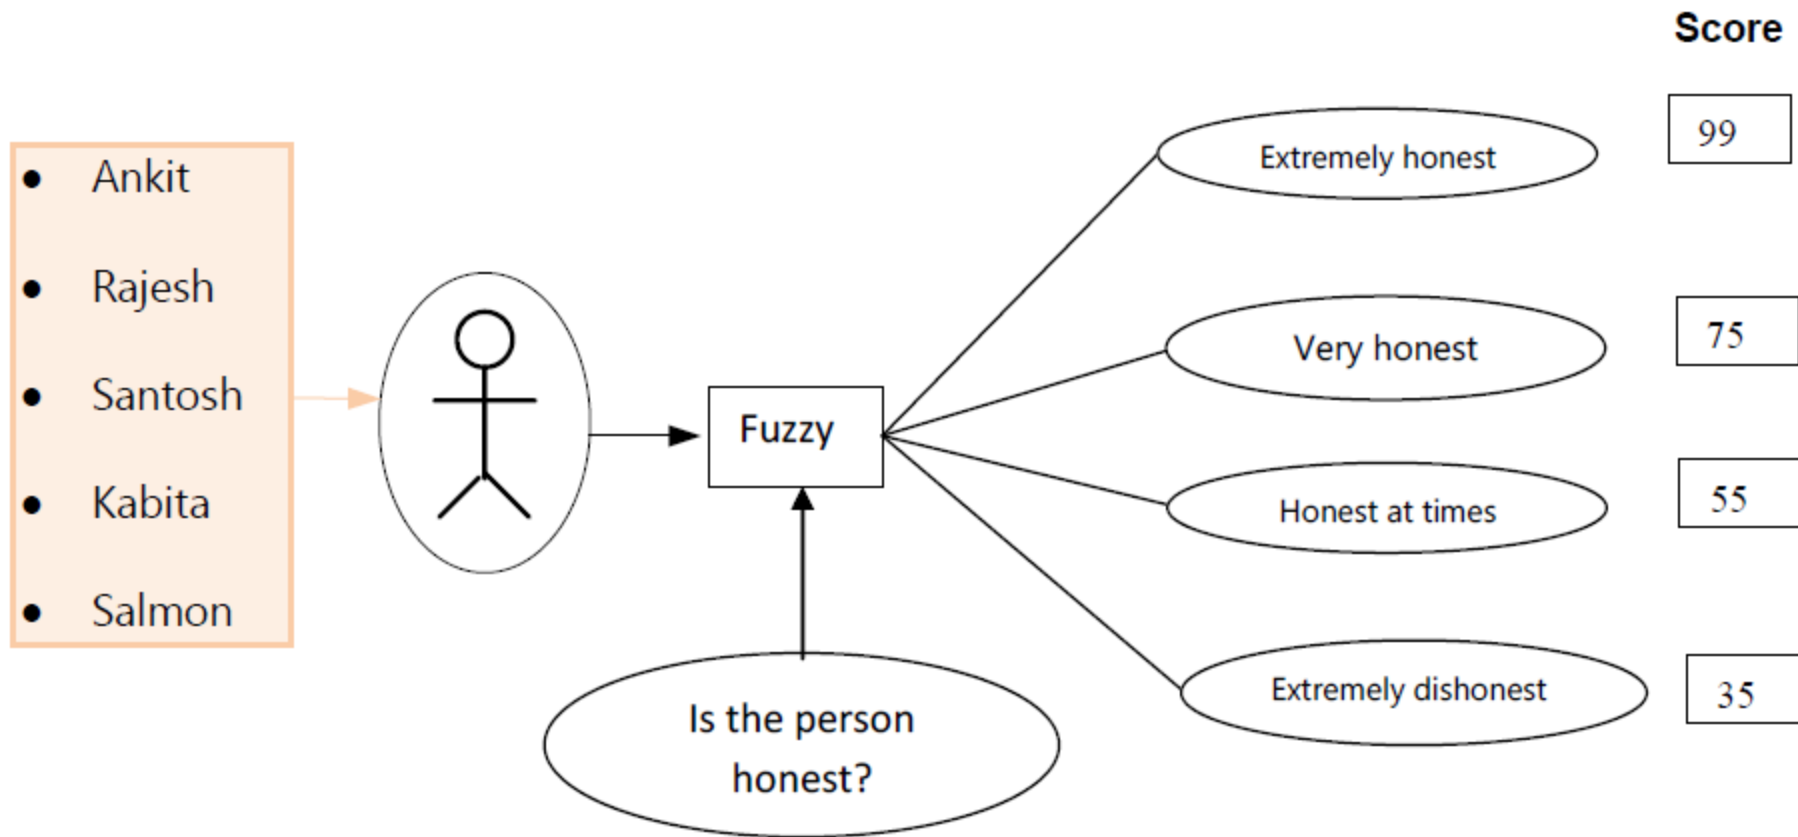 Score
Ankit
Rajesh
Santosh
Kabita
Salmon
Fuzzy
Is the person
honest?
Extremely honest
99
Very honest
75
Honest at times
55
Extremely dishonest
35